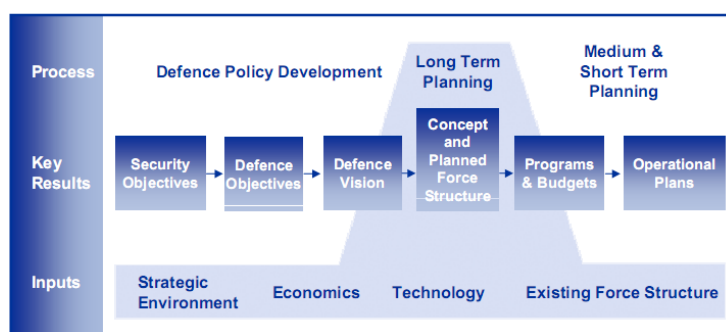 Process
Defence Policy Development
Long Term
Planning
Medium &
Short Term
Planning
Key
Results
Security
Objectives
Defence
Objectives
Defence
Vision
Concept
and
Planned
Force
Structure
Programs
& Budgets
Operational
Plans
Inputs
Strategic
Environment
Economics
Technology
Existing Force Structure